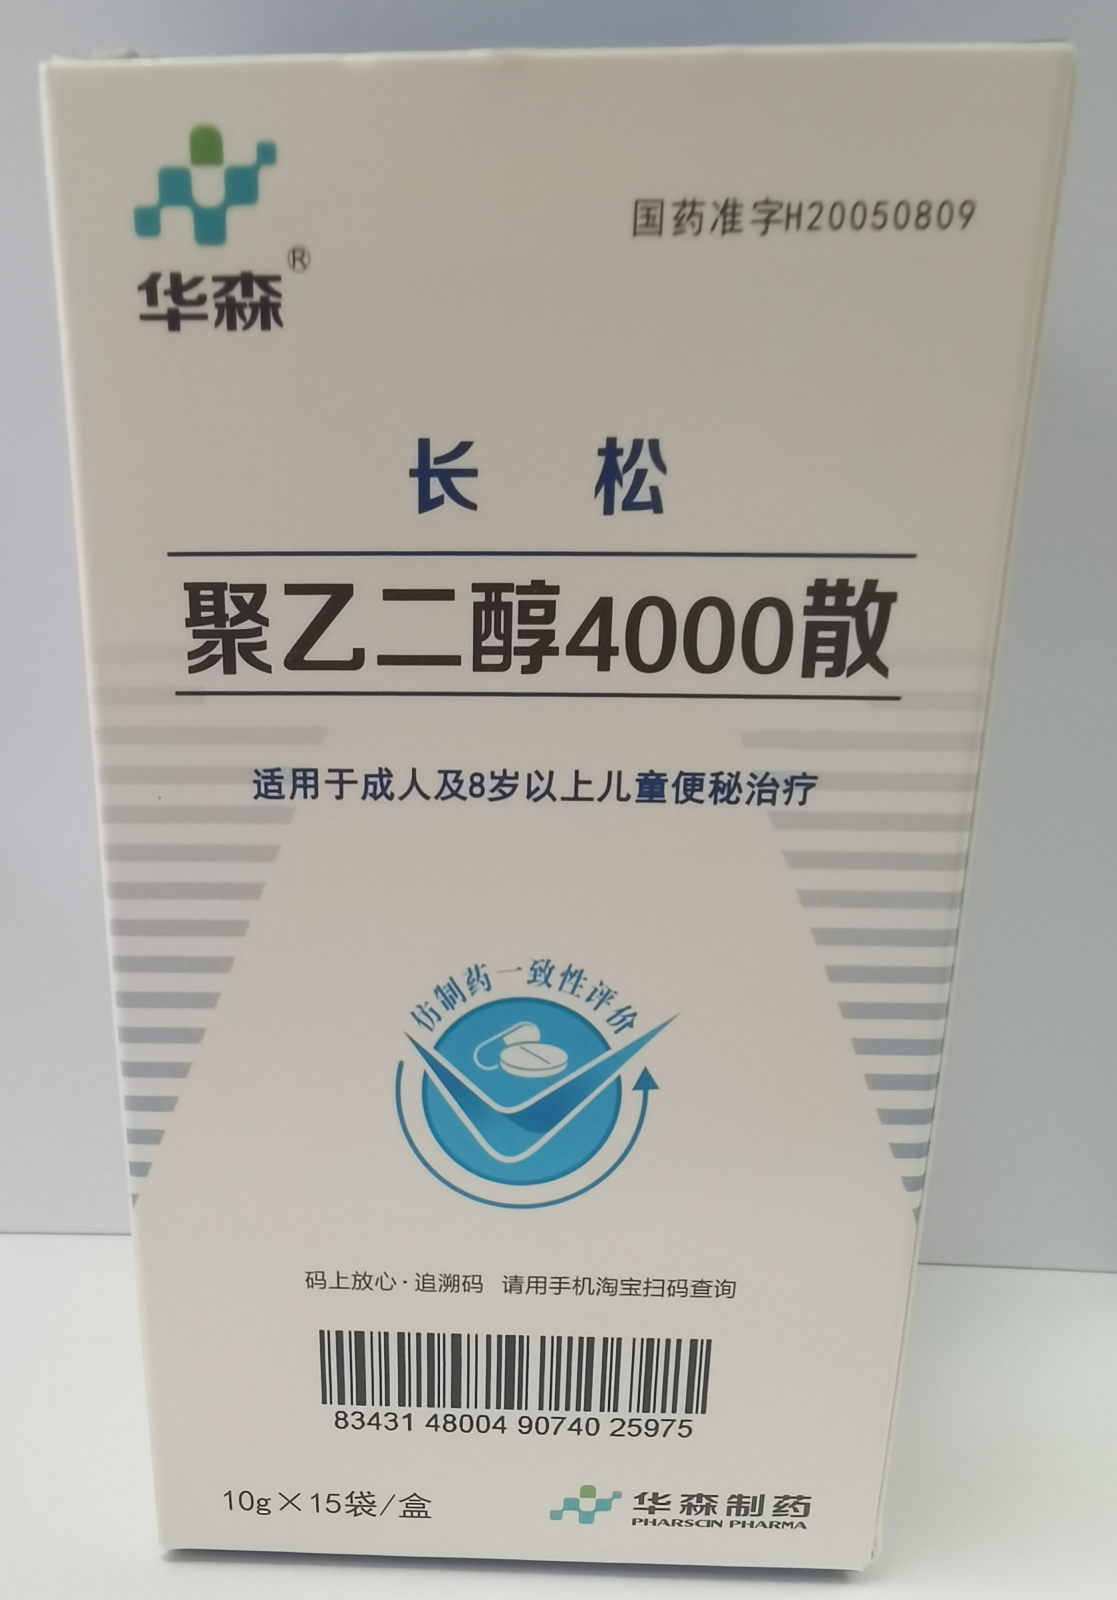 华森®
国药准字H20050809
长 松
聚乙二醇4000散
适用于成人及8岁以上儿童便秘治疗
仿制药一致性评价
码上放心·追溯码 请用手机淘宝扫码查询
83431 48004 90740 25975
10g×15袋/盒
华森制药
PHARSCIN PHARMA